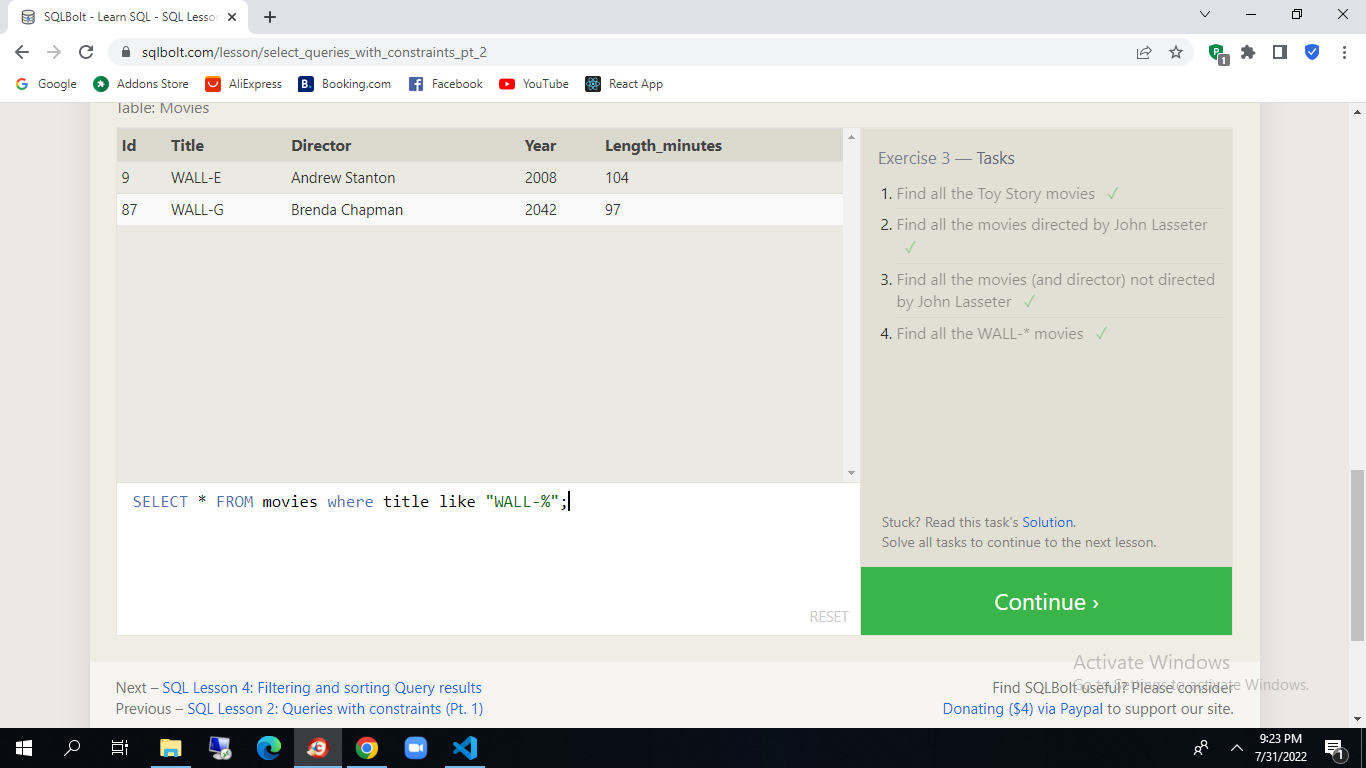 SQLBolt - Learn SQL - SQL Lesson
sqlbolt.com/lesson/select_queries_with_constraints_pt_2
1
Google Addons Store AliExpress B. Booking.com Facebook YouTube React App
Table: Movies
Id Title Director Year Length_minutes
9 WALL-E Andrew Stanton 2008 104
87 WALL-G Brenda Chapman 2042 97
SELECT * FROM movies where title like "WALL-%";
RESET
Exercise 3 — Tasks
1. Find all the Toy Story movies ✓
2. Find all the movies directed by John Lasseter
✓
3. Find all the movies (and director) not directed
by John Lasseter ✓
4. Find all the WALL-* movies ✓
Stuck? Read this task's Solution.
Solve all tasks to continue to the next lesson.
Continue ›
Next – SQL Lesson 4: Filtering and sorting Query results
Previous – SQL Lesson 2: Queries with constraints (Pt. 1)
Find SQLBolt useful? Please consider
Donating ($4) via Paypal to support our site.
Activate Windows
Go to Settings to activate Windows.
9:23 PM
7/31/2022
1